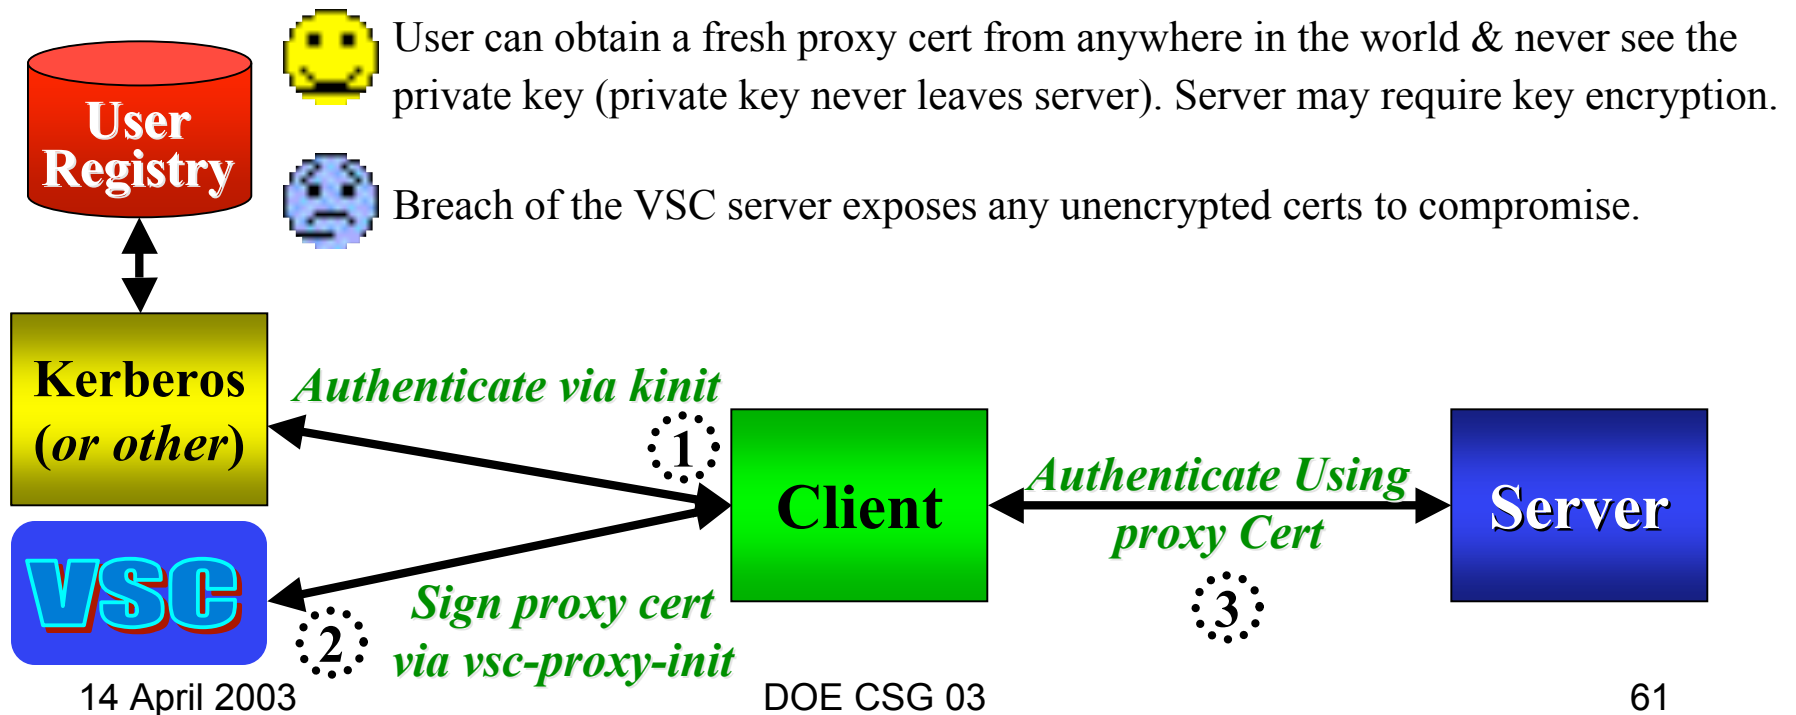 User can obtain a fresh proxy cert from anywhere in the world & never see the
private key (private key never leaves server). Server may require key encryption.
User
Registry
Breach of the VSC server exposes any unencrypted certs to compromise.
Kerberos
(or other)
Authenticate via kinit
1
Client
Authenticate Using
proxy Cert
3
Server
VSC
2
Sign proxy cert
via vsc-proxy-init
14 April 2003
DOE CSG 03
61